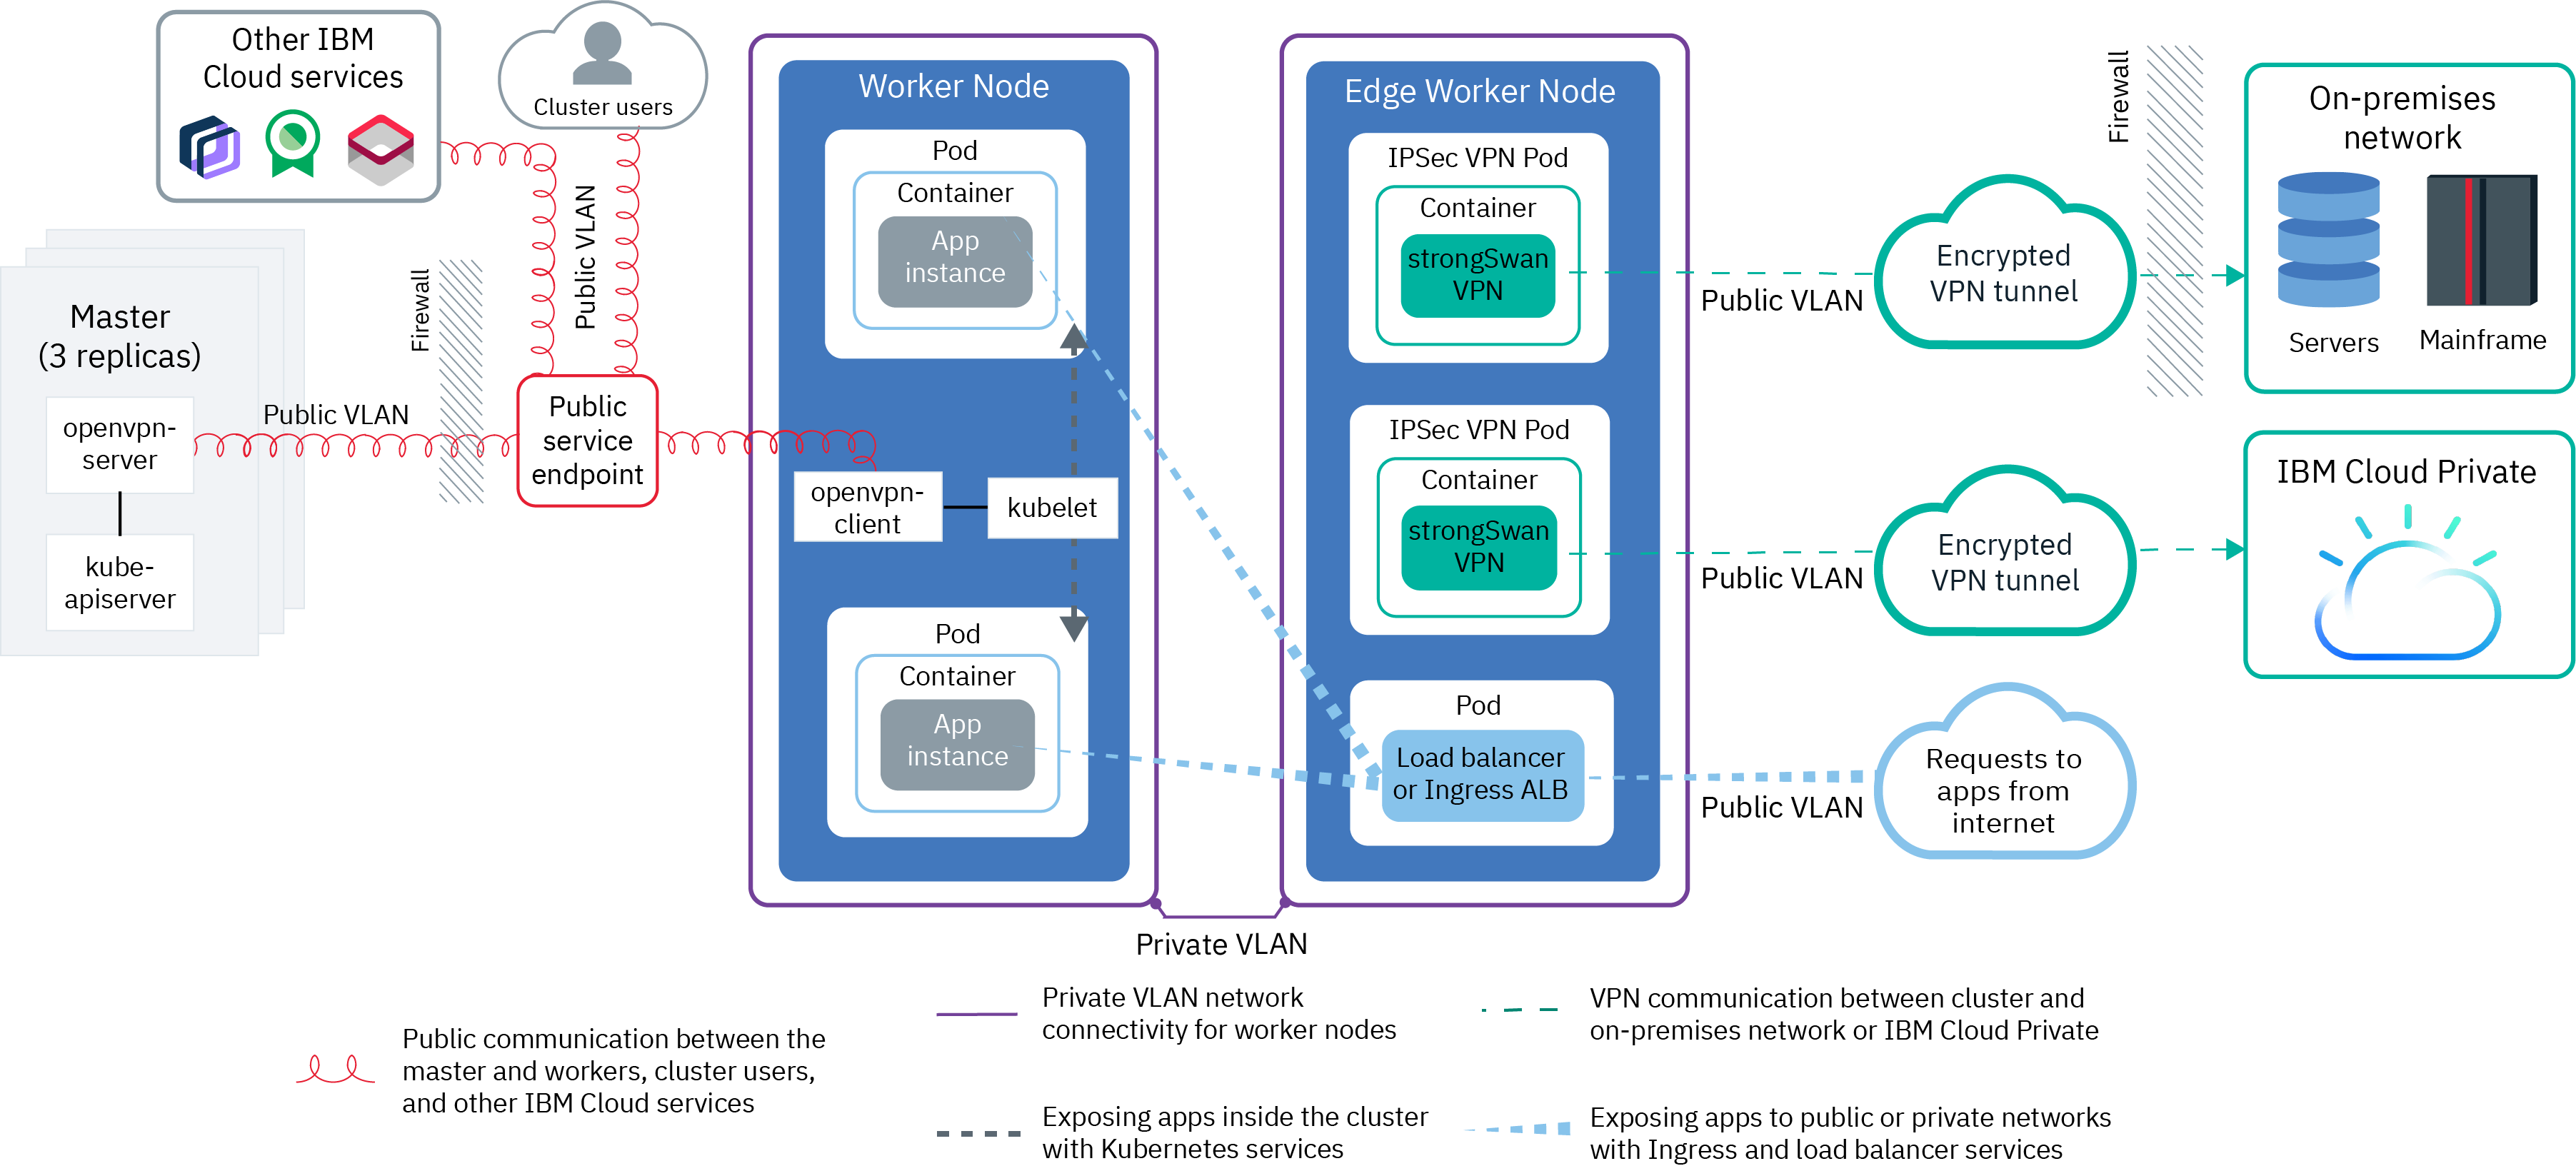 Other IBM
Cloud services
Cluster users
Public VLAN
Firewall
Master
(3 replicas)
openvpn-
server
kube-
apiserver
Public VLAN
Public
service
endpoint
Worker Node
Pod
Container
App
instance
openvpn-
client
kubelet
Pod
Container
App
instance
Edge Worker Node
IPSec VPN Pod
Container
strongSwan
VPN
IPSec VPN Pod
Container
strongSwan
VPN
Pod
Load balancer
or Ingress ALB
Public VLAN
Encrypted
VPN tunnel
Firewall
On-premises
network
Servers
Mainframe
Public VLAN
Encrypted
VPN tunnel
IBM Cloud Private
Public VLAN
Requests to
apps from
internet
Private VLAN
Public communication between the
master and workers, cluster users,
and other IBM Cloud services
Private VLAN network
connectivity for worker nodes
Exposing apps inside the cluster
with Kubernetes services
VPN communication between cluster and
on-premises network or IBM Cloud Private
Exposing apps to public or private networks
with Ingress and load balancer services